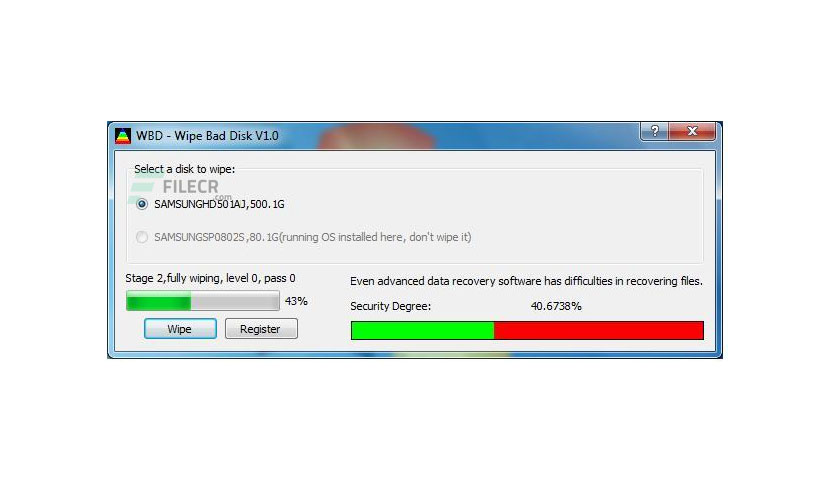 WBD - Wipe Bad Disk V1.0
?
Select a disk to wipe:
FILECR
.com
SAMSUNGHD501AJ,500.1G
SAMSUNGSP0802S,80.1G(running OS installed here, don't wipe it)
Stage 2,fully wiping, level 0, pass 0
43%
Wipe
Register
Even advanced data recovery software has difficulties in recovering files.
Security Degree: 40.6738%